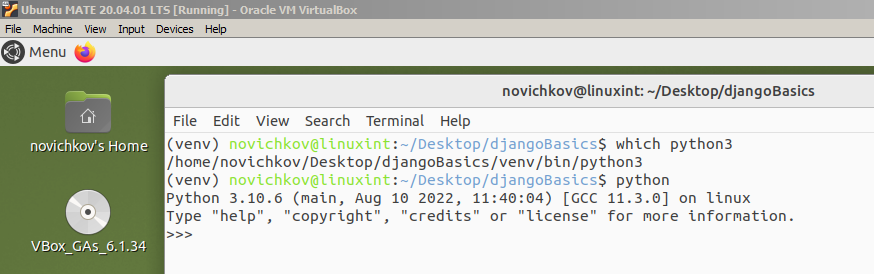 Ubuntu MATE 20.04.01 LTS [Running] - Oracle VM VirtualBox
File Machine View Input Devices Help
Menu
novichkov@linuxint: ~/Desktop/djangoBasics
File Edit View Search Terminal Help
(venv) novichkov@linuxint:~/Desktop/djangoBasics$ which python3
/home/novichkov/Desktop/djangoBasics/venv/bin/python3
(venv) novichkov@linuxint:~/Desktop/djangoBasics$ python
Python 3.10.6 (main, Aug 10 2022, 11:40:04) [GCC 11.3.0] on linux
Type "help", "copyright", "credits" or "license" for more information.
>>>
novichkov's Home
VBox_GAs_6.1.34